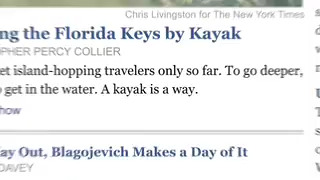 Chris Livingston for The New York Times
ng the Florida Keys by Kayak
PHER PERCY COLLIER
et island-hopping travelers only so far. To go deeper,
o get in the water. A kayak is a way.
how
ay Out, Blagojevich Makes a Day of It
DAVEY